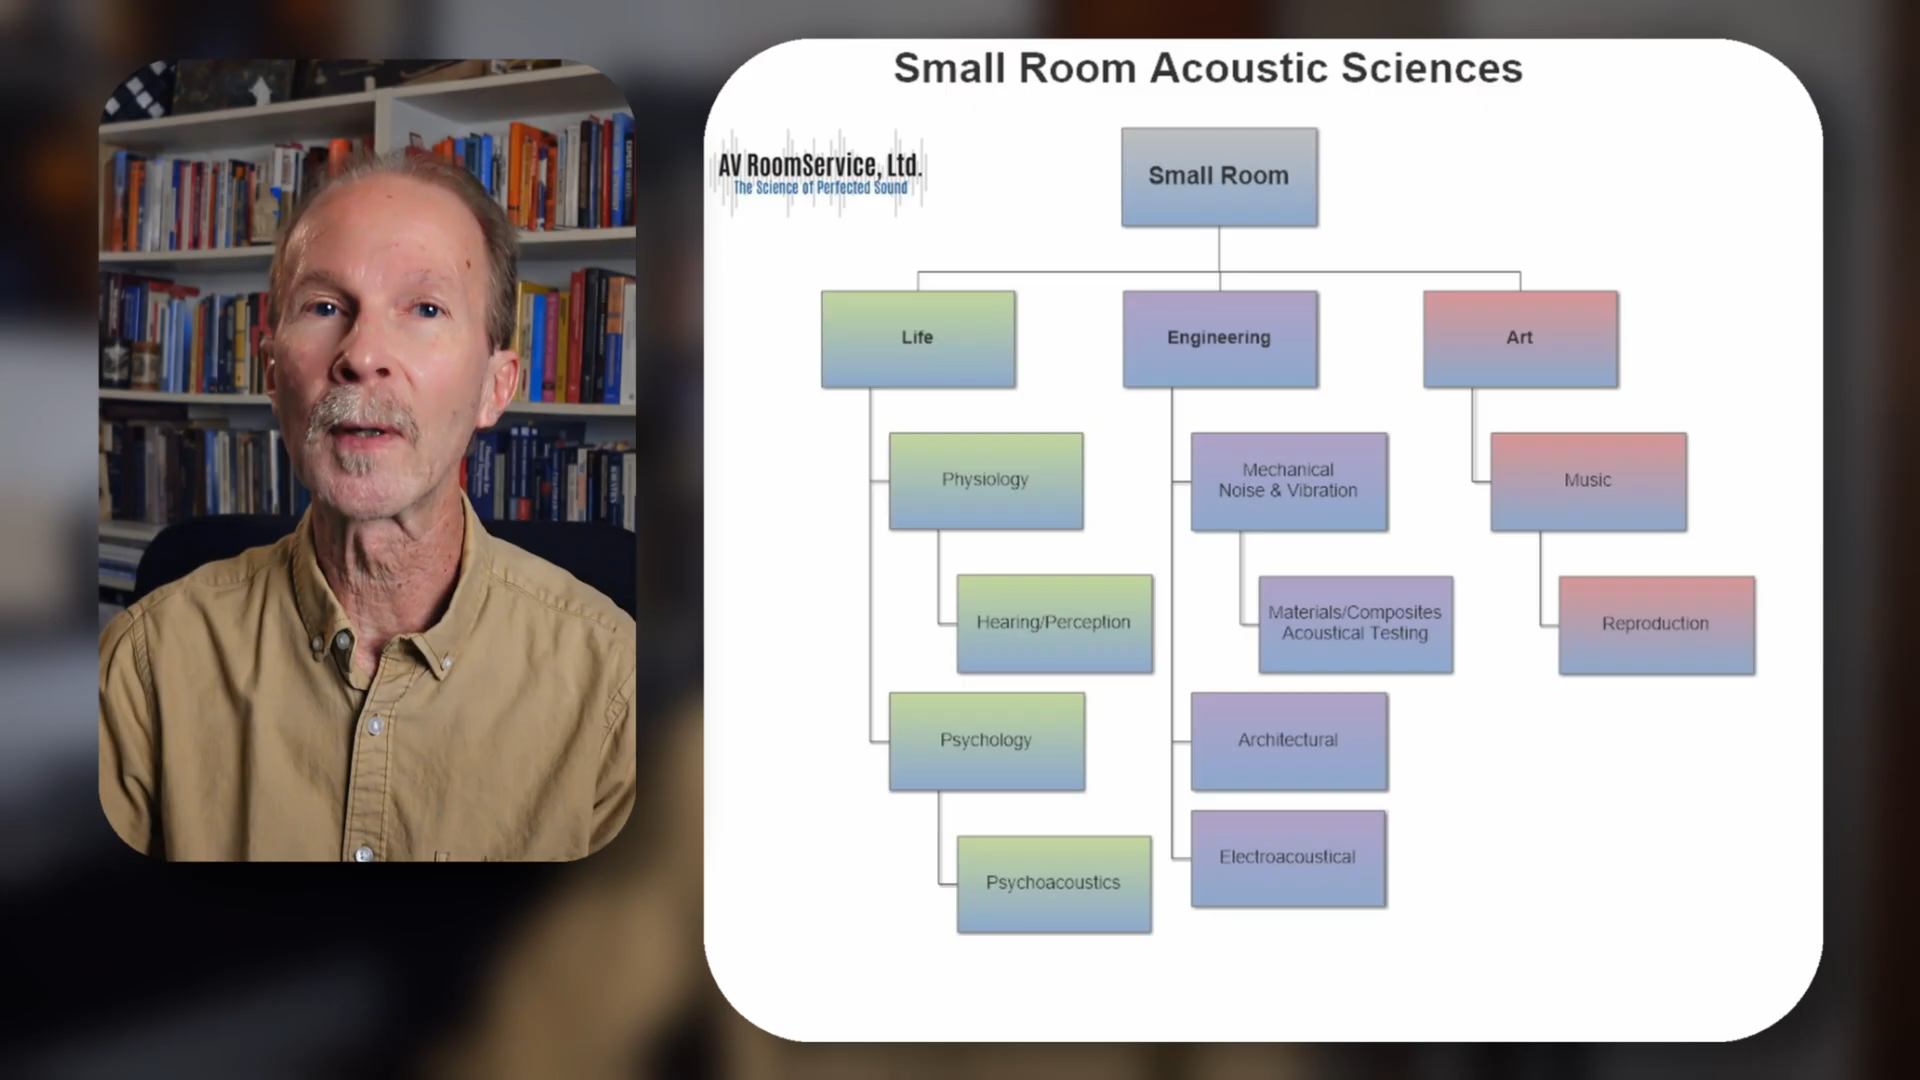 Small Room Acoustic Sciences
AV RoomService, Ltd.
The Science of Perfected Sound
Small Room
Life
Engineering
Art
Physiology
Mechanical
Noise & Vibration
Music
Hearing/Perception
Materials/Composites
Acoustical Testing
Reproduction
Psychology
Architectural
Electroacoustical
Psychoacoustics